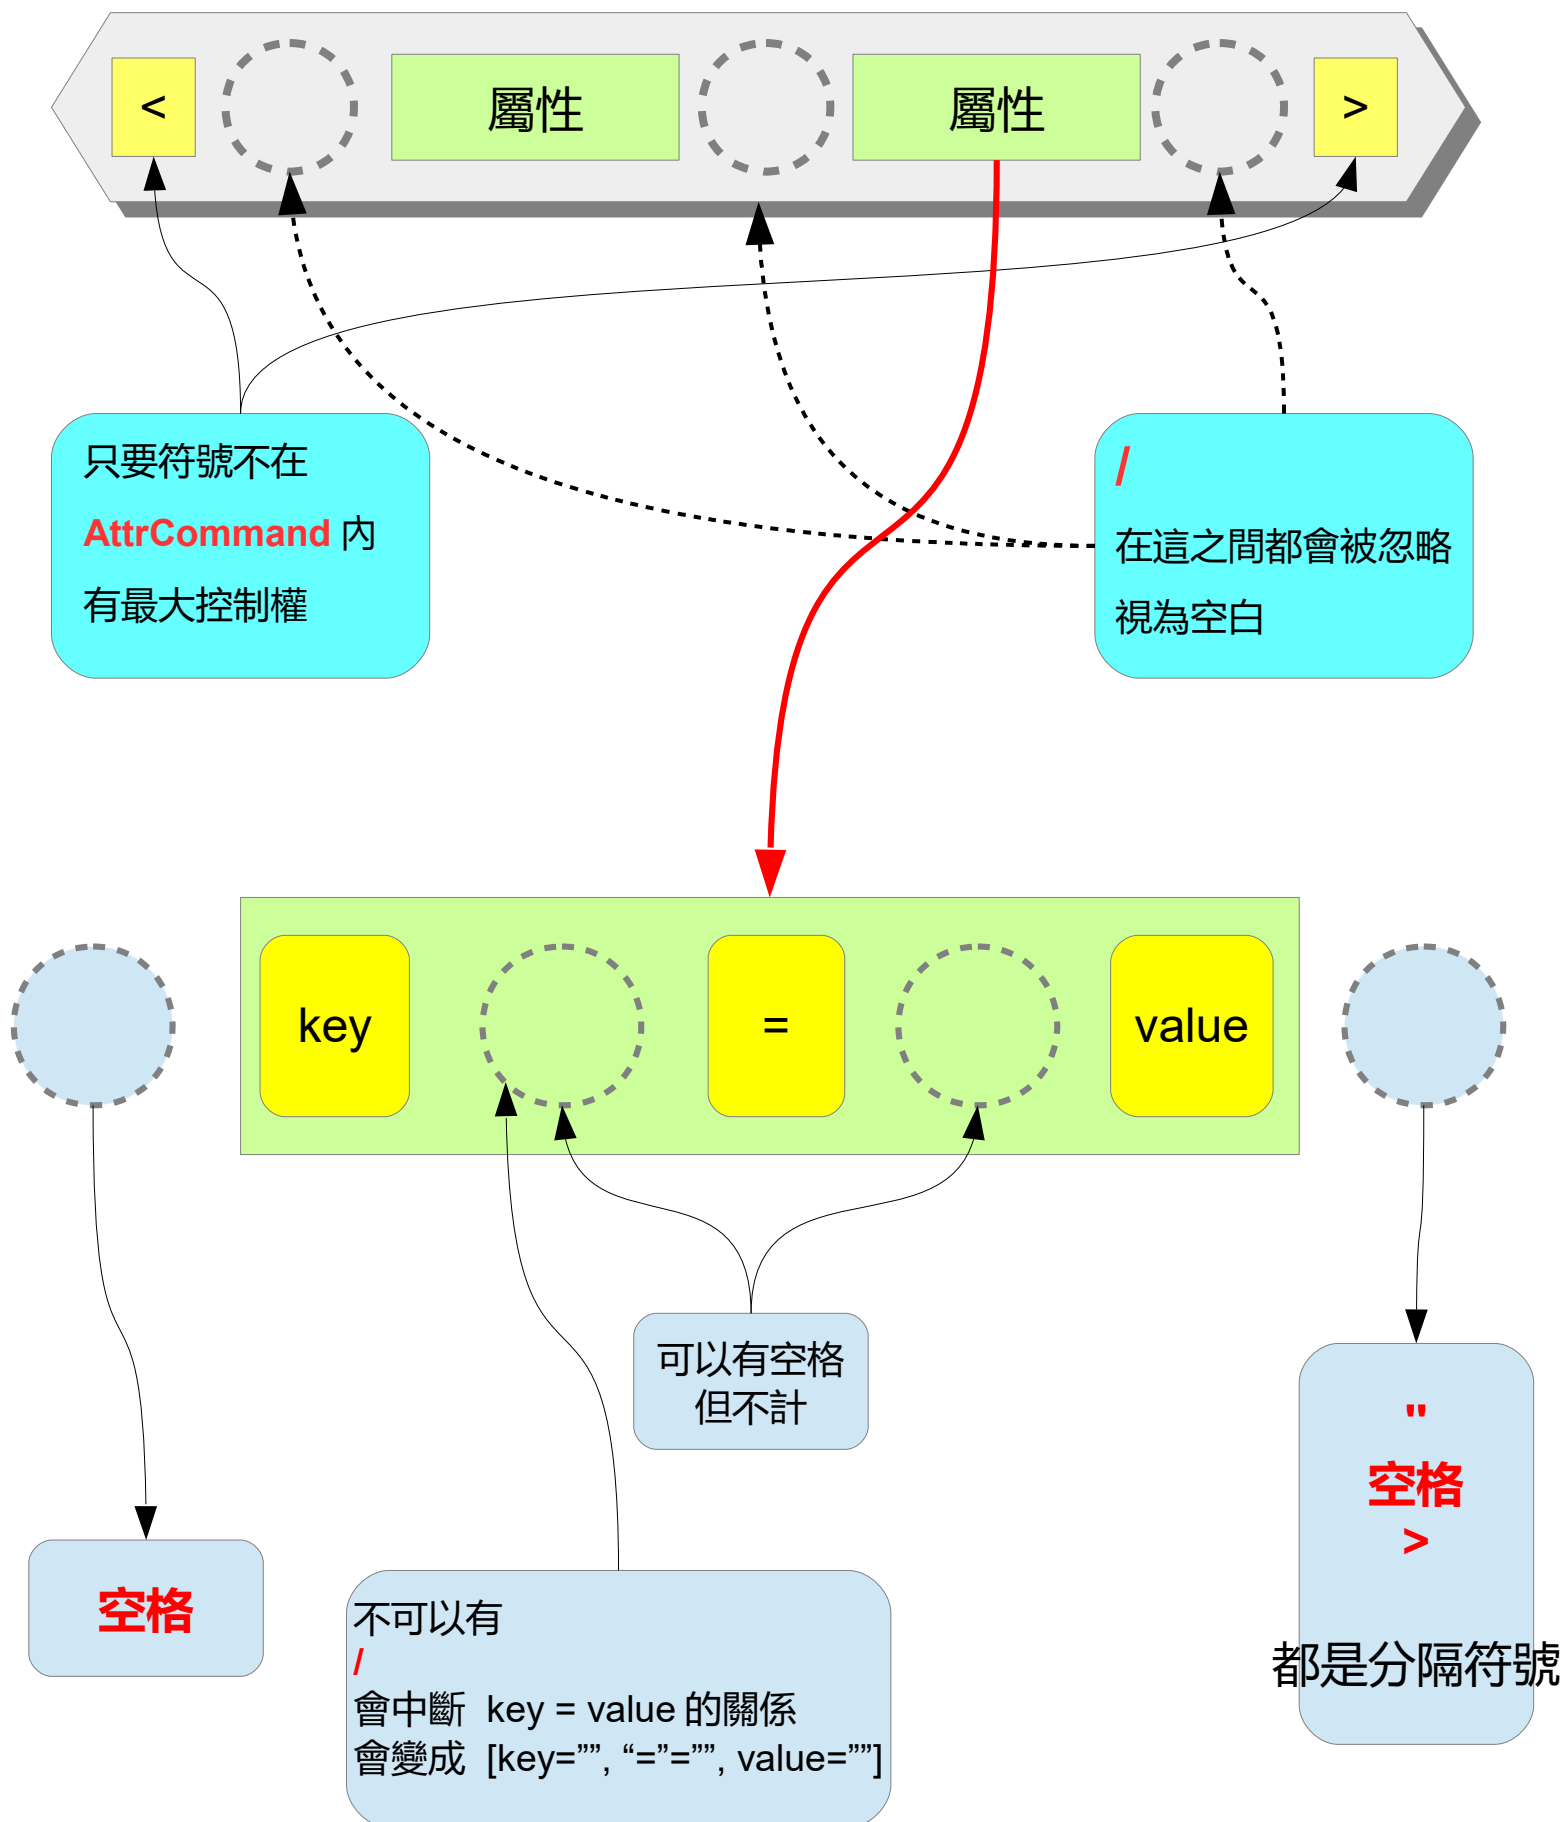 <
屬性
屬性
>
只要符號不在
AttrCommand 內
有最大控制權
/
在這之間都會被忽略
視為空白
key
=
value
可以有空格
但不計
"
空格
>
都是分隔符號
空格
不可以有
/
會中斷  key = value 的關係
會變成  [key=””, “=”=””, value=””]